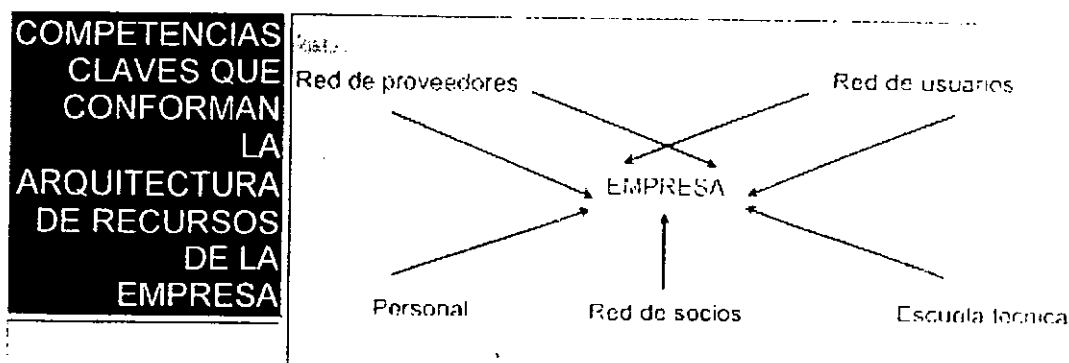 COMPETENCIAS
CLAVES QUE
CONFORMAN
LA
ARQUITECTURA
DE RECURSOS
DE LA
EMPRESA
Red de proveedores
Red de usuarios
EMPRESA
Personal
Red de socios
Escuela técnica